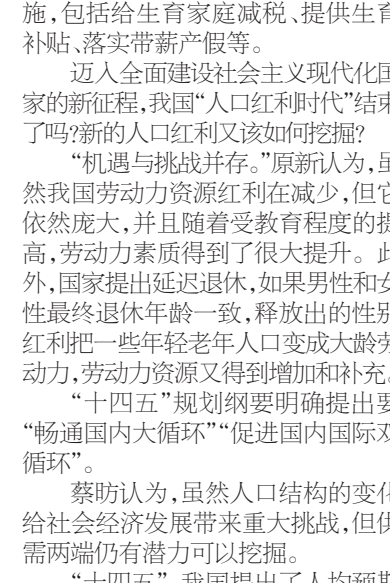 施,包括给生育家庭减税、提供生育
补贴、落实带薪产假等。
迈入全面建设社会主义现代化国
家的新征程,我国“人口红利时代”结束
了吗?新的人口红利又该如何挖掘?
“机遇与挑战并存。”原新认为,虽
然我国劳动力资源红利在减少,但它
依然庞大,并且随着受教育程度的提
高,劳动力素质得到了很大提升。此
外,国家提出延迟退休,如果男性和女
性最终退休年龄一致,释放出的性别
红利把一些年轻老年人口变成大龄劳
动力,劳动力资源又得到增加和补充。
“十四五”规划纲要明确提出要
“畅通国内大循环”“促进国内国际双
循环”。
蔡昉认为,虽然人口结构的变化
给社会经济发展带来重大挑战,但供
需两端仍有潜力可以挖掘。
“十四五”,我国提出了人均预期